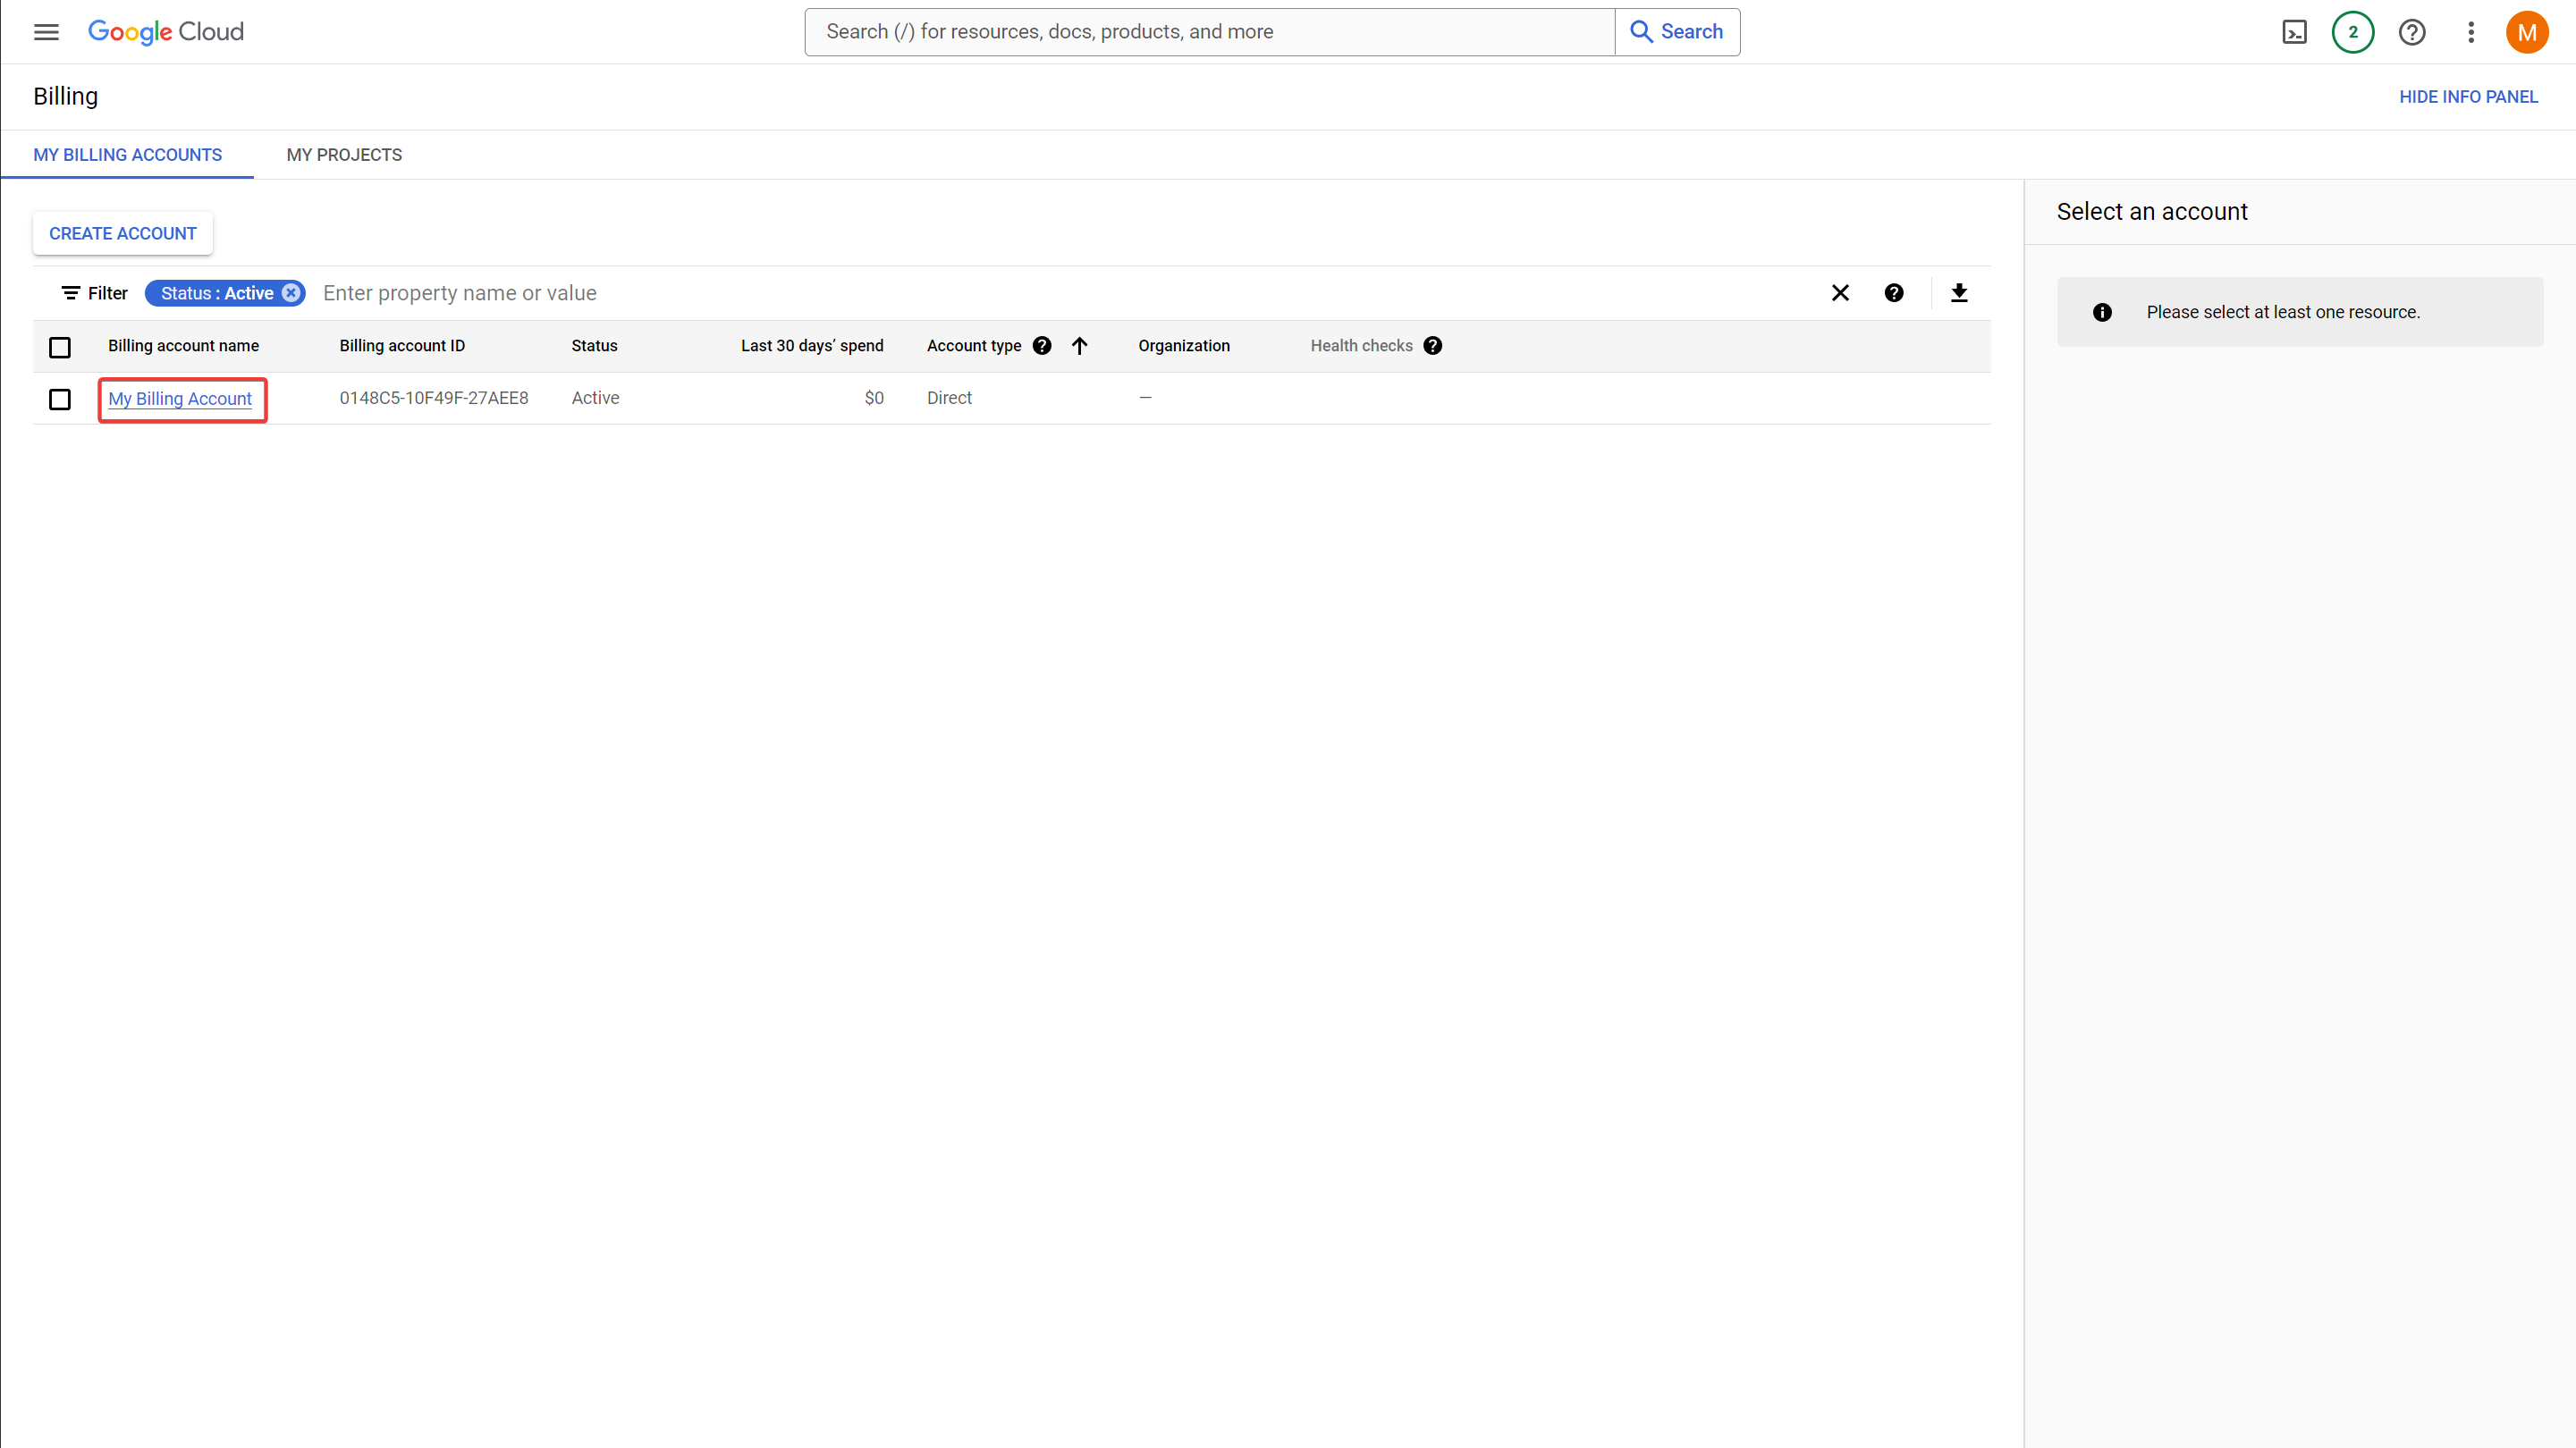 Google Cloud
Search (/) for resources, docs, products, and more
Search
2
M
Billing
HIDE INFO PANEL
MY BILLING ACCOUNTS
MY PROJECTS
CREATE ACCOUNT
Filter
Status : Active
Enter property name or value
Billing account name
Billing account ID
Status
Last 30 days’ spend
Account type
Organization
Health checks
My Billing Account
0148C5-10F49F-27AEE8
Active
$0
Direct
—
Select an account
Please select at least one resource.